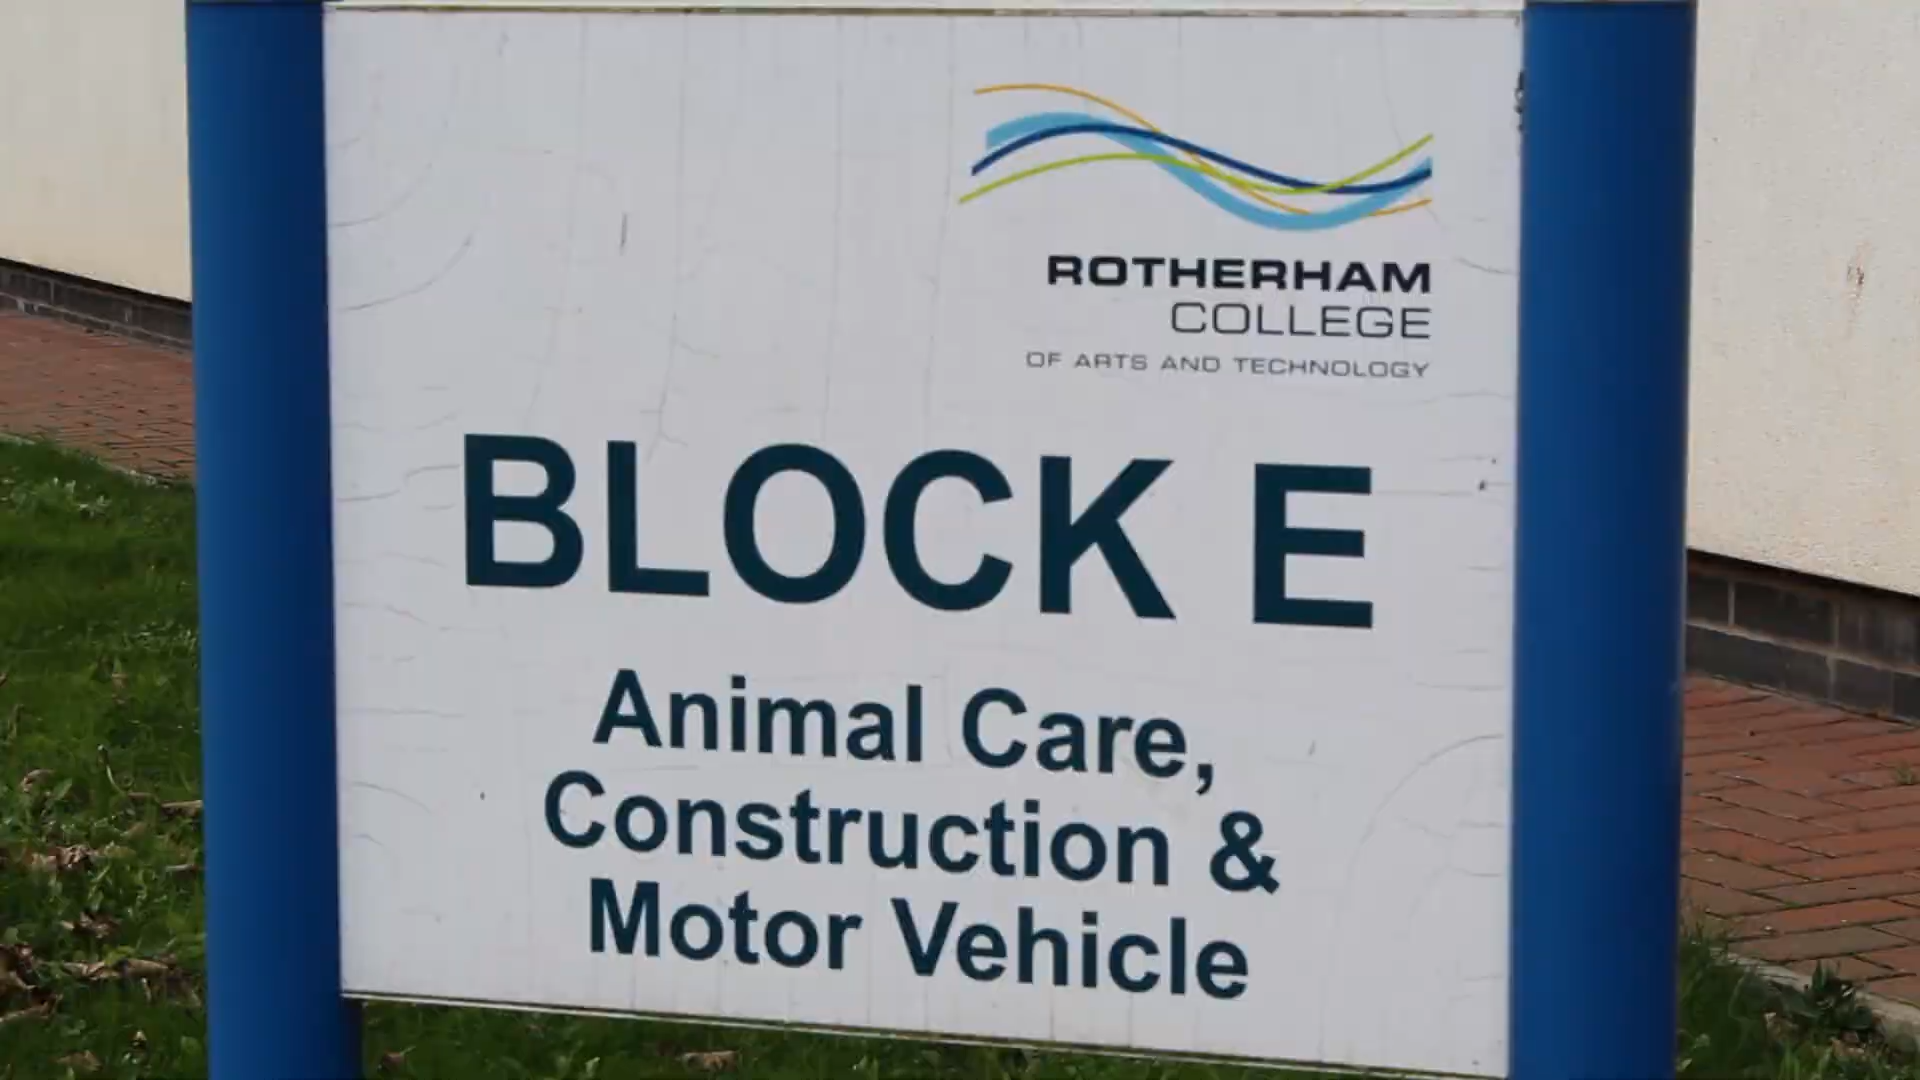 ROTHERHAM
COLLEGE
OF ARTS AND TECHNOLOGY
BLOCK E
Animal Care,
Construction &
Motor Vehicle